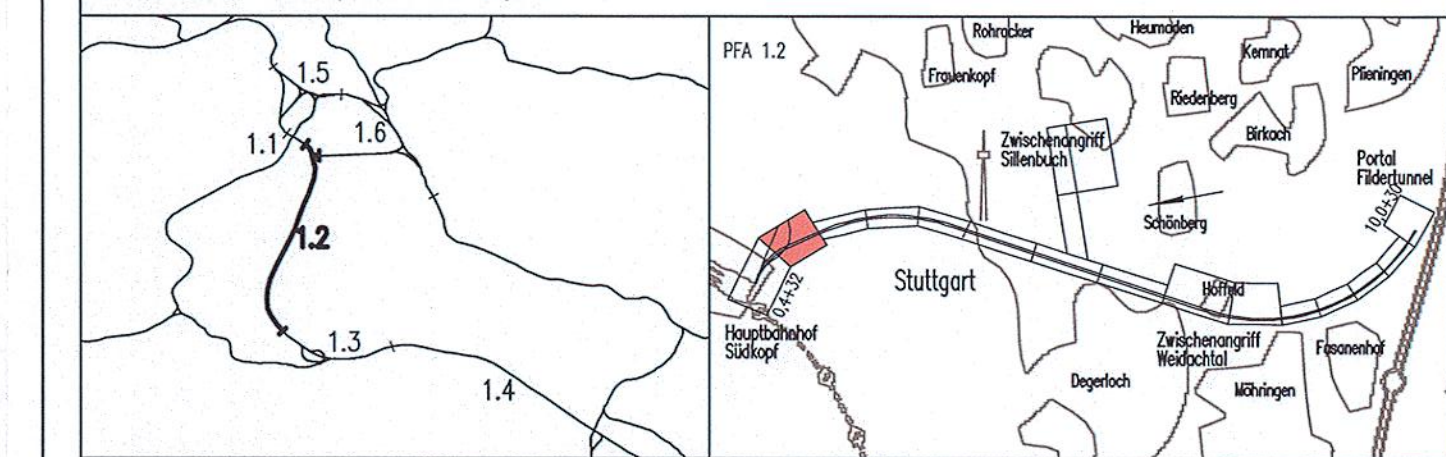 1.5
1.1
1.6
1.2
1.3
1.4
PFA 1.2
Rohracker
Heumaden
Frauenkopf
Kemnat
Plieningen
Riedenberg
Birkach
Zwischenangriff
Sillenbuch
Portal
Fildertunnel
10,0+30
Schönberg
Stuttgart
0,4+32
Hoffeld
Hauptbahnhof
Südkopf
Zwischenangriff
Weidachtal
Fasanenhof
Degerloch
Möhringen